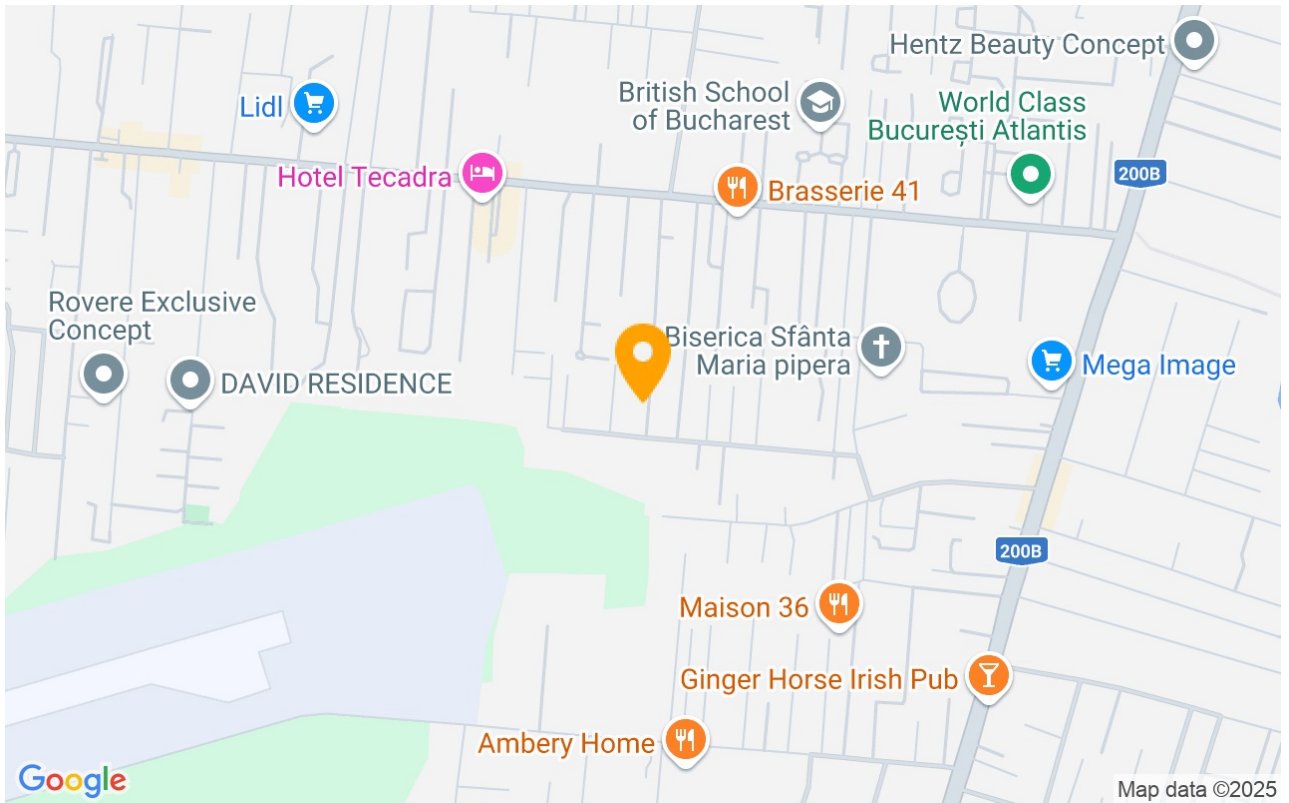 Hentz Beauty Concept
British School
of Bucharest
World Class
București Atlantis
Lidl
200B
Hotel Tecadra
Brasserie 41
Rovere Exclusive
Concept
Biserica Sfânta
Maria pipera
Mega Image
DAVID RESIDENCE
200B
Maison 36
Ginger Horse Irish Pub
Ambery Home
Google
Map data ©2025